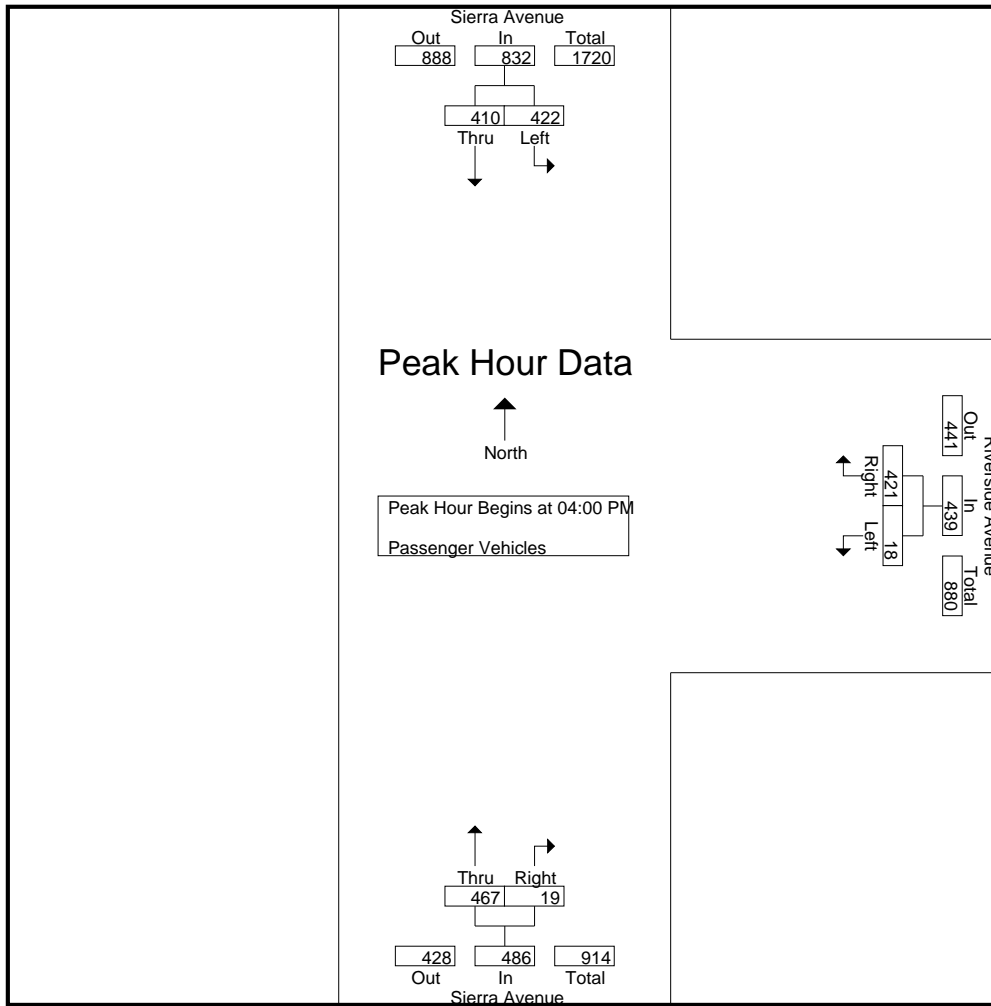 Sierra Avenue
Out In Total
888 832 1720
410 422
Thru Left
Peak Hour Data
North
Peak Hour Begins at 04:00 PM
Passenger Vehicles
Riverside Avenue
Out In Total
441 439 880
421 18
Right Left
Thru Right
467 19
428 486 914
Out In Total
Sierra Avenue